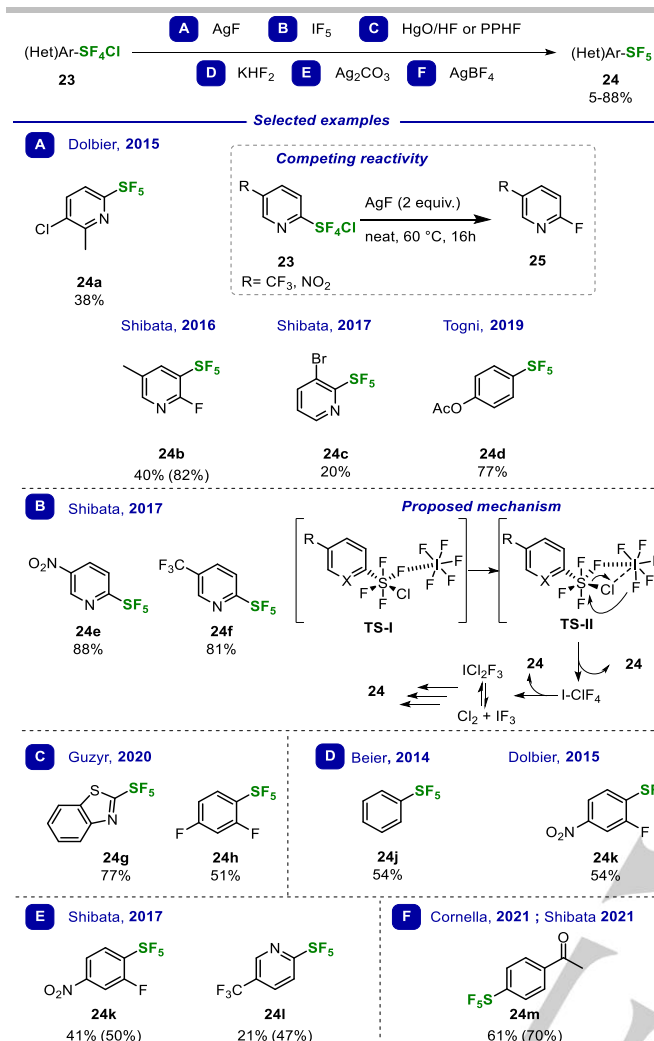 A AgF B IF5 C HgO/HF or PPHF
(Het)Ar-SF4Cl (Het)Ar-SF5
D KHF2 E Ag2CO3 F AgBF4
23 24
5-88%
Selected examples
A Dolbier, 2015
Competing reactivity
SF5
Cl
N
24a
38%
R
N
SF4Cl
23
R= CF3, NO2
AgF (2 equiv.)
neat, 60 °C, 16h
R
N
F
25
Shibata, 2016 Shibata, 2017 Togni, 2019
SF5
N
F
24b
40% (82%)
Br
SF5
N
24c
20%
SF5
AcO
24d
77%
B Shibata, 2017
Proposed mechanism
NO2
N
SF5
24e
88%
F3C
N
SF5
24f
81%
R
X
F
F
F
S
F
Cl
F
F
I
F
F
F
TS-I
R
X
F
F
F
S
F
Cl
F
F
I
F
F
F
TS-II
24 24
ICl2F3
I-ClF4
24
Cl2 + IF3
C Guzyr, 2020
D Beier, 2014 Dolbier, 2015
S
SF5
N
24g
77%
SF5
F
F
24h
51%
SF5
24j
54%
NO2
F
24k
54%
E Shibata, 2017
F Cornella, 2021 ; Shibata 2021
SF5
O2N
F
24k
41% (50%)
N
SF5
F3C
24l
21% (47%)
O
F5S
24m
61% (70%)